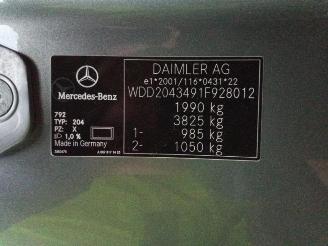 DAIMLER AG
e1*2001/116*0431*22
WDD2043491F928012
1990 kg
3825 kg
1- 985 kg
2- 1050 kg
Mercedes-Benz
792
TYP: 204
PZ: X
1,0 %
Made in Germany